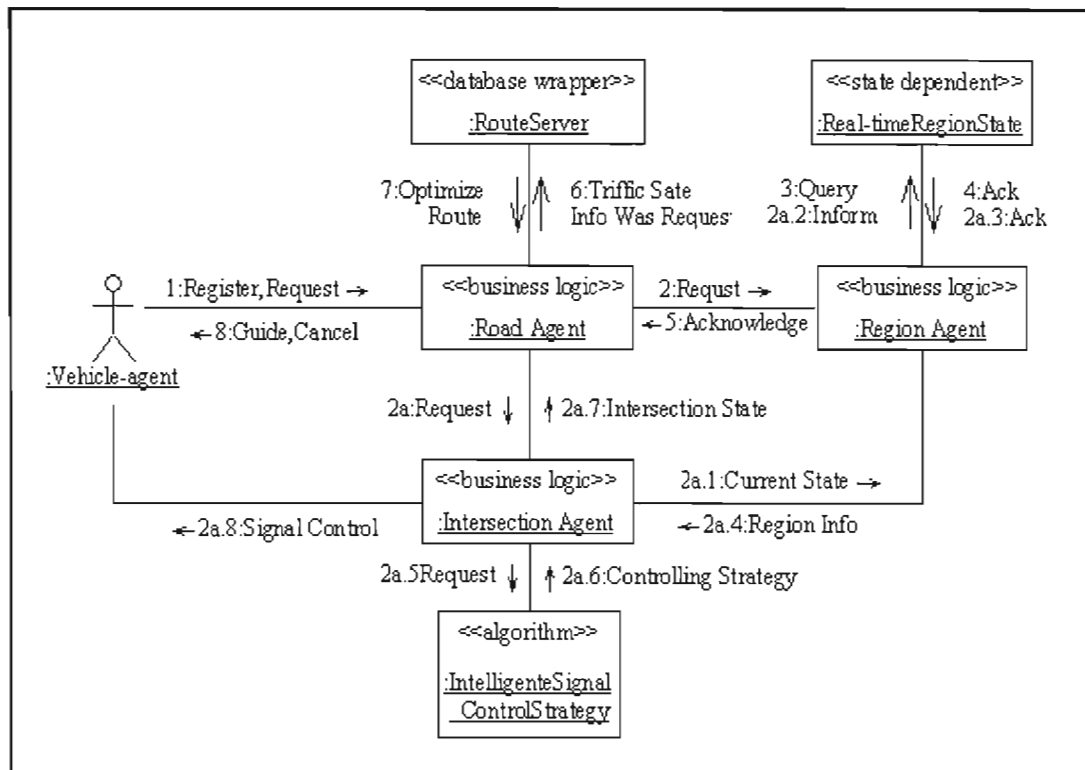 <<database wrapper>>
:RouteServer
<<state dependent>>
:Real-timeRegionState
7:Optimize
Route
6:Triffic Sate
Info Was Reques
3:Query
2a.2:Inform
4:Ack
2a.3:Ack
1:Register,Request →
←8:Guide,Cancel
:Vehicle-agent
<<business logic>>
:Road Agent
2:Requst →
←5:Acknowledge
<<business logic>>
:Region Agent
2a:Request
2a.7:Intersection State
<<business logic>>
:Intersection Agent
2a.1:Current State →
←2a.4:Region Info
←2a.8:Signal Control
2a.5Request
2a.6:Controlling Strategy
<<algorithm>>
:IntelligenteSignal
ControlStrategy